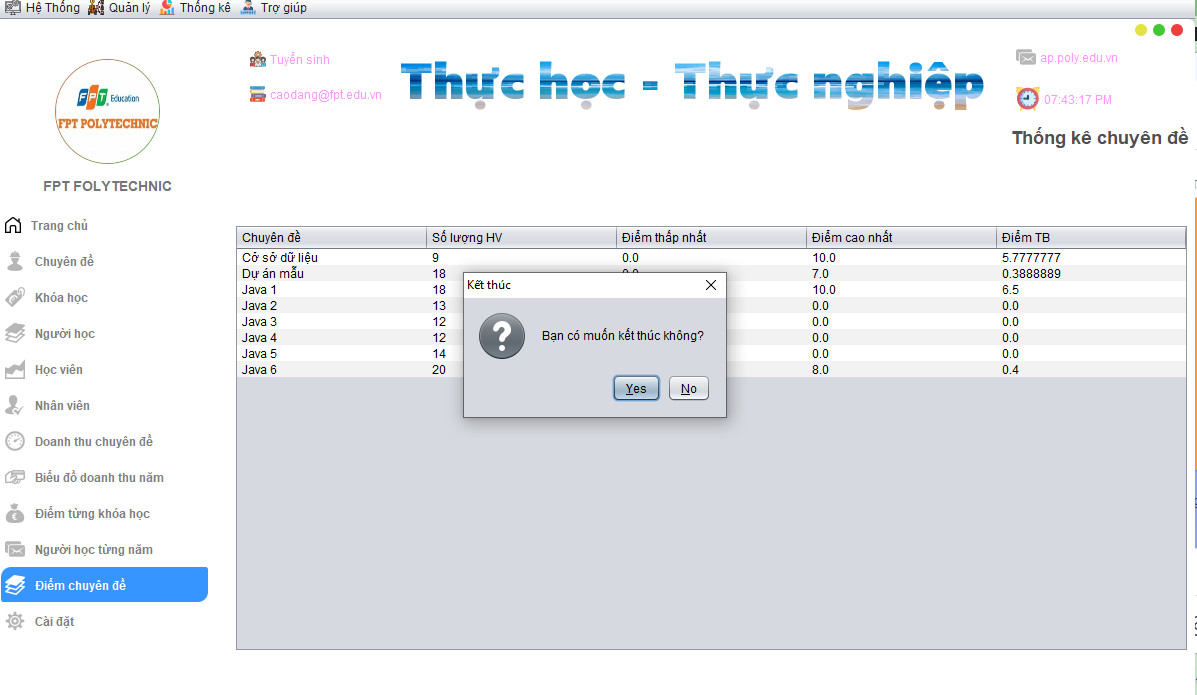 Hệ Thống Quản lý Thống kê Trợ giúp
FPT Education
FPT POLYTECHNIC
FPT FOLYTECHNIC
Tuyển sinh
caodang@fpt.edu.vn
Thực học - Thực nghiệp
ap.poly.edu.vn
07:43:17 PM
Thống kê chuyên đề
Trang chủ
Chuyên đề
Khóa học
Người học
Học viên
Nhân viên
Doanh thu chuyên đề
Biểu đồ doanh thu năm
Điểm từng khóa học
Người học từng năm
Điểm chuyên đề
Cài đặt
Chuyên đề Số lượng HV Điểm thấp nhất Điểm cao nhất Điểm TB
Cở sở dữ liệu 9 0.0 10.0 5.7777777
Dự án mẫu 18 0.0 7.0 0.3888889
Java 1 18 10.0 6.5
Java 2 13 0.0 0.0
Java 3 12 0.0 0.0
Java 4 12 0.0 0.0
Java 5 14 0.0 0.0
Java 6 20 8.0 0.4
Kết thúc
Bạn có muốn kết thúc không?
Yes No